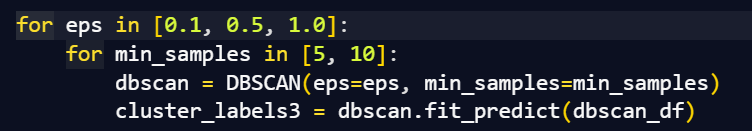 for eps in [0.1, 0.5, 1.0]:
    for min_samples in [5, 10]:
        dbscan = DBSCAN(eps=eps, min_samples=min_samples)
        cluster_labels3 = dbscan.fit_predict(dbscan_df)